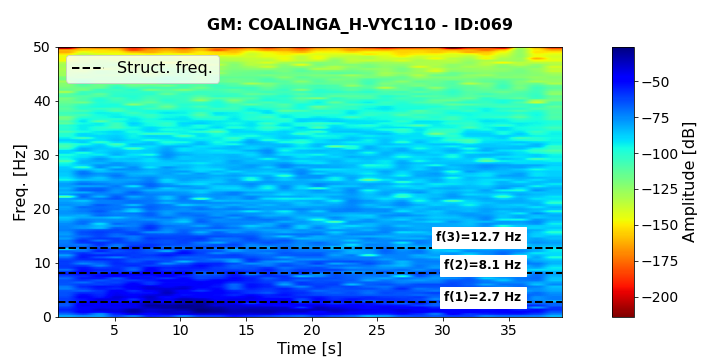 GM: COALINGA_H-VYC110 - ID:069
50
40
30
20
10
0
Freq. [Hz]
Struct. freq.
f(3)=12.7 Hz
f(2)=8.1 Hz
f(1)=2.7 Hz
5 10 15 20 25 30 35
Time [s]
−50
−75
−100
−125
−150
−175
−200
Amplitude [dB]